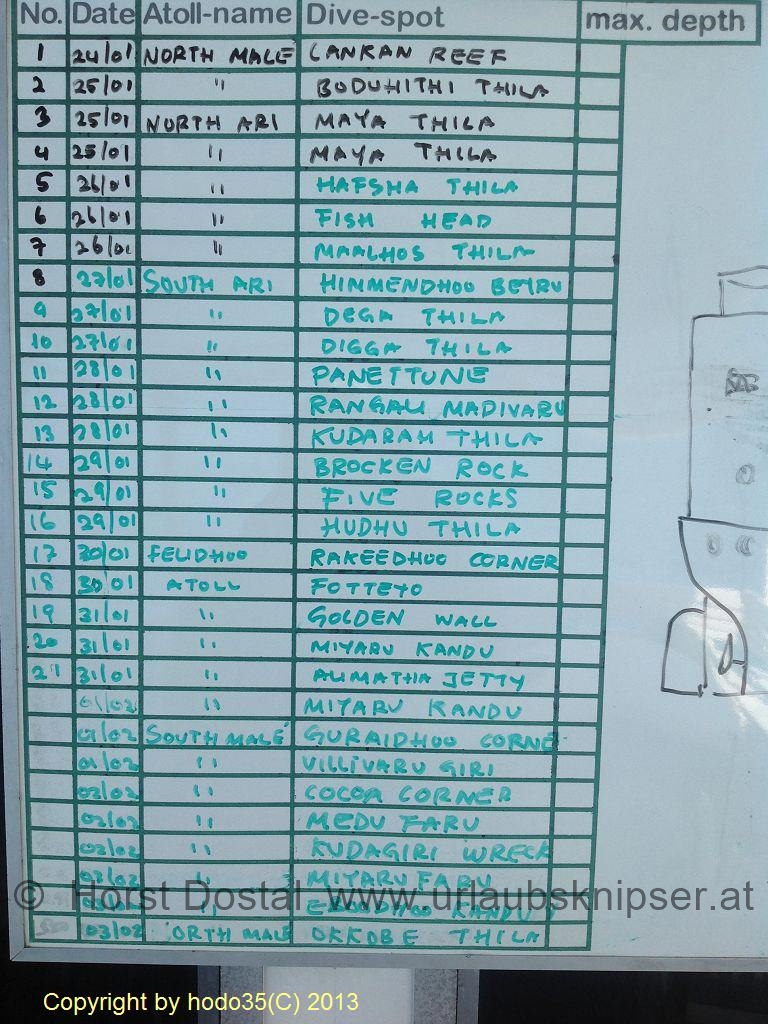 No. Date Atoll-name Dive-spot max. depth
1 24/01 NORTH MALE LANKAN REEF
2 25/01 " BODUHITHI THILA
3 25/01 NORTH ARI MAYA THILA
4 25/01 " MAYA THILA
5 26/01 " HAFSHA THILA
6 26/01 " FISH HEAD
7 26/01 " MAALHOS THILA
8 27/01 SOUTH ARI HIMMENDHOO BEYRU
9 27/01 " DEGA THILA
10 27/01 " DIGGA THILA
11 28/01 " PANETTUNE
12 28/01 " RANGALI MADIVARU
13 28/01 " KUDARAH THILA
14 29/01 " BROCKEN ROCK
15 29/01 " FIVE ROCKS
16 29/01 " HUDHU THILA
17 30/01 FELIDHOO RAKEEDHOO CORNER
18 30/01 ATOLL FOTTEYO
19 31/01 " GOLDEN WALL
20 31/01 " MIYARU KANDU
21 31/01 " ALIMATHA JETTY
01/02 " MIYARU KANDU
01/02 SOUTH MALE' GURAIDHOO CORNE
01/02 " VILLIVARU GIRI
02/02 " COCOA CORNER
02/02 " MEDU FARU
02/02 " KUDAGIRI WRECK
02/02 " MIYARU FARU
© Horst Dostal www.urlaubsknipser.at
" KANDU
03/02 ORTH MALE OKKOBE THILA
Copyright by hodo35(C) 2013